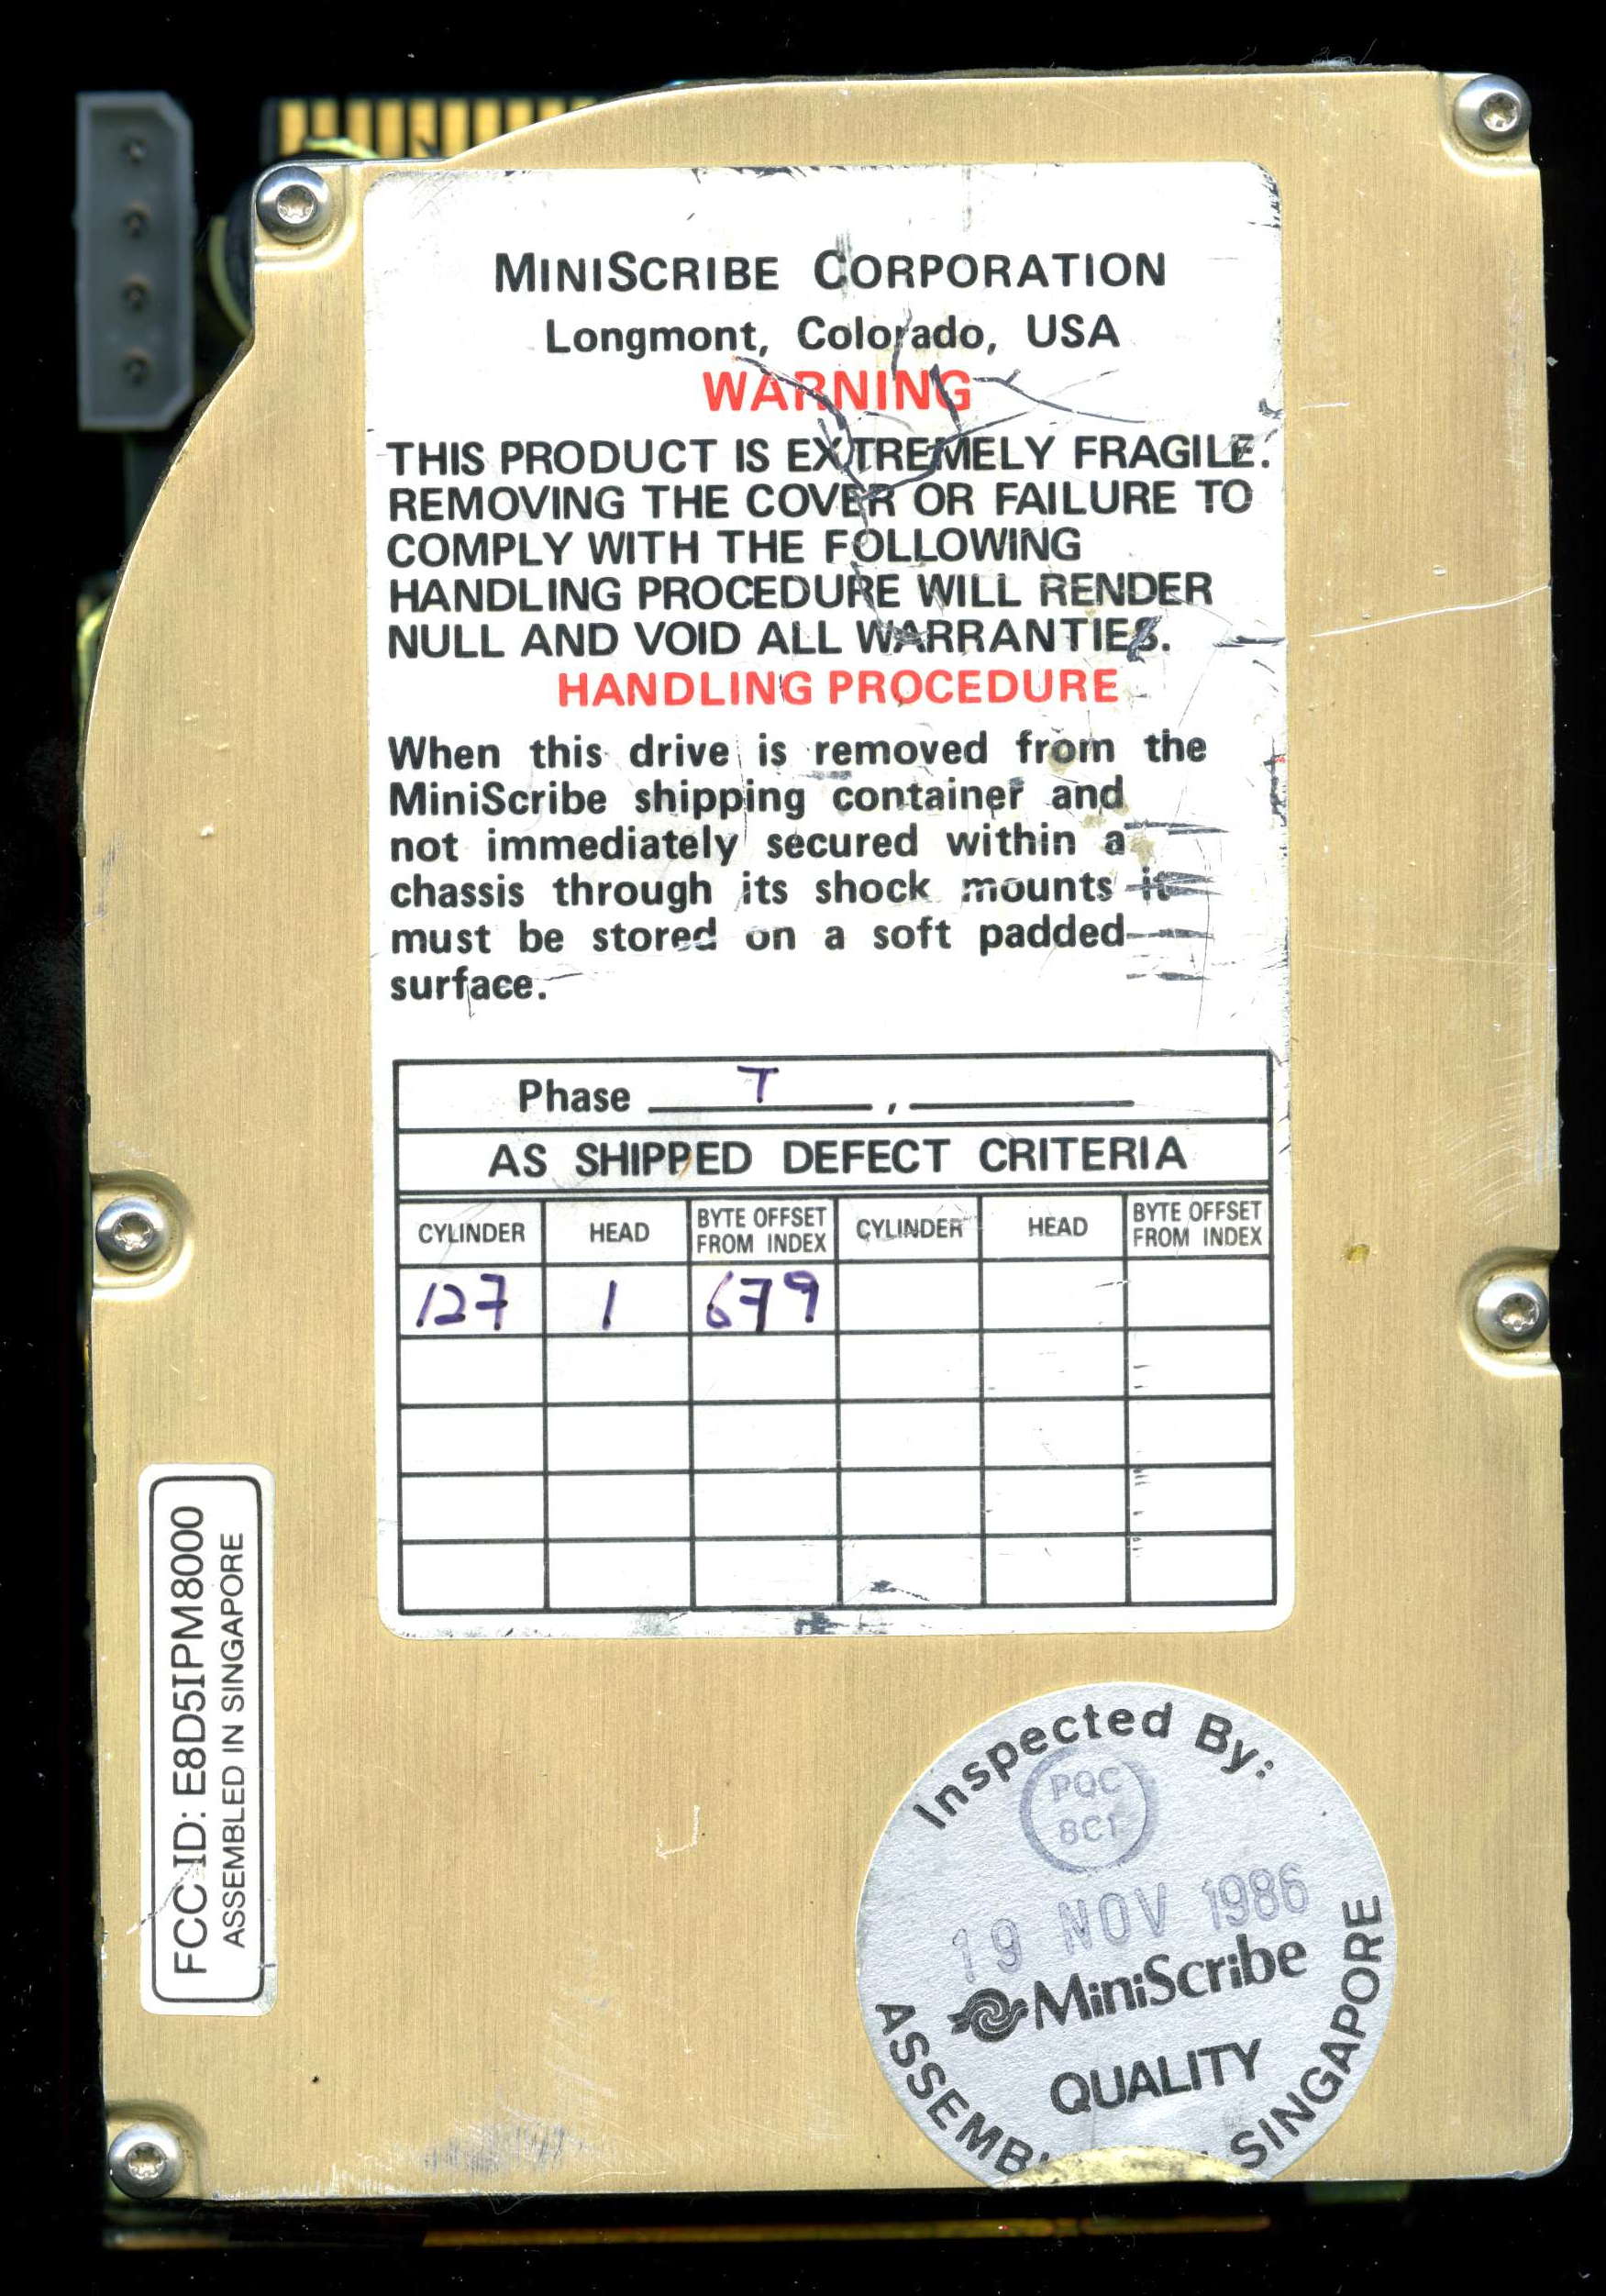 MINISCRIBE CORPORATION
Longmont, Colorado, USA
WARNING
THIS PRODUCT IS EXTREMELY FRAGILE.
REMOVING THE COVER OR FAILURE TO
COMPLY WITH THE FOLLOWING
HANDLING PROCEDURE WILL RENDER
NULL AND VOID ALL WARRANTIES.
HANDLING PROCEDURE
When this drive is removed from the
MiniScribe shipping container and
not immediately secured within a
chassis through its shock mounts it
must be stored on a soft padded
surface.
Phase T ,
AS SHIPPED DEFECT CRITERIA
CYLINDER HEAD BYTE OFFSET FROM INDEX CYLINDER HEAD BYTE OFFSET FROM INDEX
127 1 679
FCC ID: E8D5IPM8000
ASSEMBLED IN SINGAPORE
Inspected By:
PQC
8C1
19 NOV 1986
MiniScribe
QUALITY
SINGAPORE